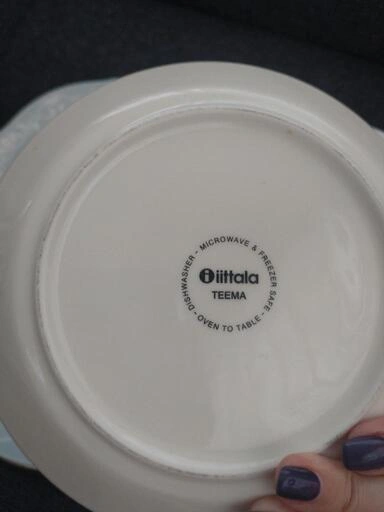 DISHWASHER - MICROWAVE & FREEZER SAFE - OVEN TO TABLE -
iittala
TEEMA